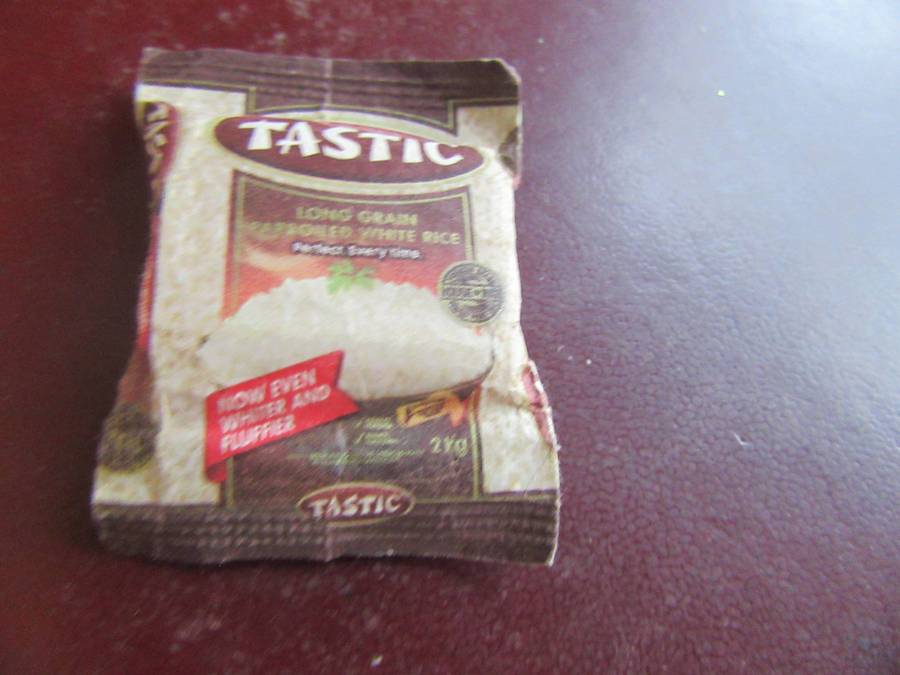 TASTIC
LONG GRAIN
PARBOILED WHITE RICE
Perfect Every time
NOW EVEN
WHITER AND
FLUFFIER
2kg
TASTIC